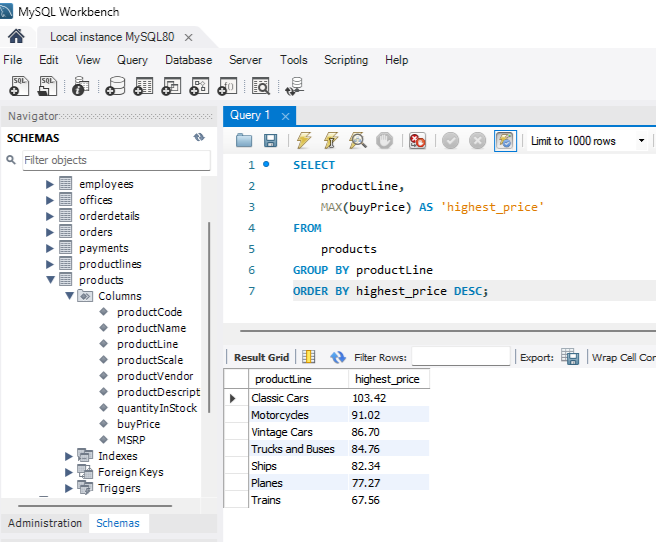 MySQL Workbench
Local instance MySQL80
File Edit View Query Database Server Tools Scripting Help
Navigator
SCHEMAS
Filter objects
employees
offices
orderdetails
orders
payments
productlines
products
Columns
productCode
productName
productLine
productScale
productVendor
productDescript
quantityInStock
buyPrice
MSRP
Indexes
Foreign Keys
Triggers
Administration Schemas
Query 1
Limit to 1000 rows
1 SELECT
2 productLine,
3 MAX(buyPrice) AS 'highest_price'
4 FROM
5 products
6 GROUP BY productLine
7 ORDER BY highest_price DESC;
Result Grid Filter Rows: Export: Wrap Cell Cor
productLine highest_price
Classic Cars 103.42
Motorcycles 91.02
Vintage Cars 86.70
Trucks and Buses 84.76
Ships 82.34
Planes 77.27
Trains 67.56